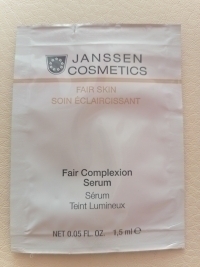 JANSSEN
COSMETICS
FAIR SKIN
SOIN ÉCLAIRCISSANT
Fair Complexion
Serum
Sérum
Teint Lumineux
NET 0.05 FL. OZ. 1,5 ml ℮